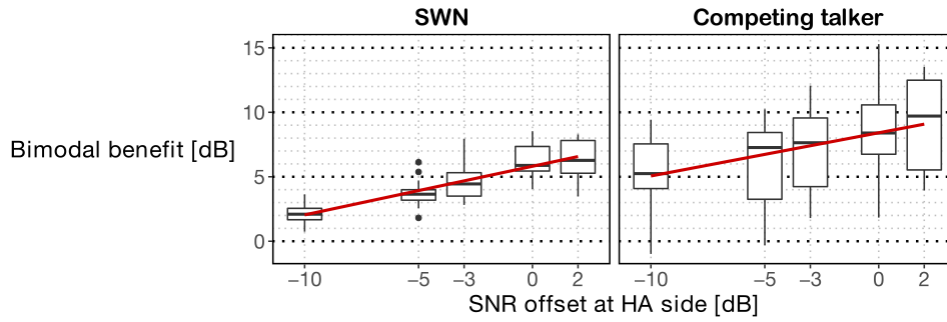 SWN
Competing talker
15
10
5
0
Bimodal benefit [dB]
−10 −5 −3 0 2
−10 −5 −3 0 2
SNR offset at HA side [dB]